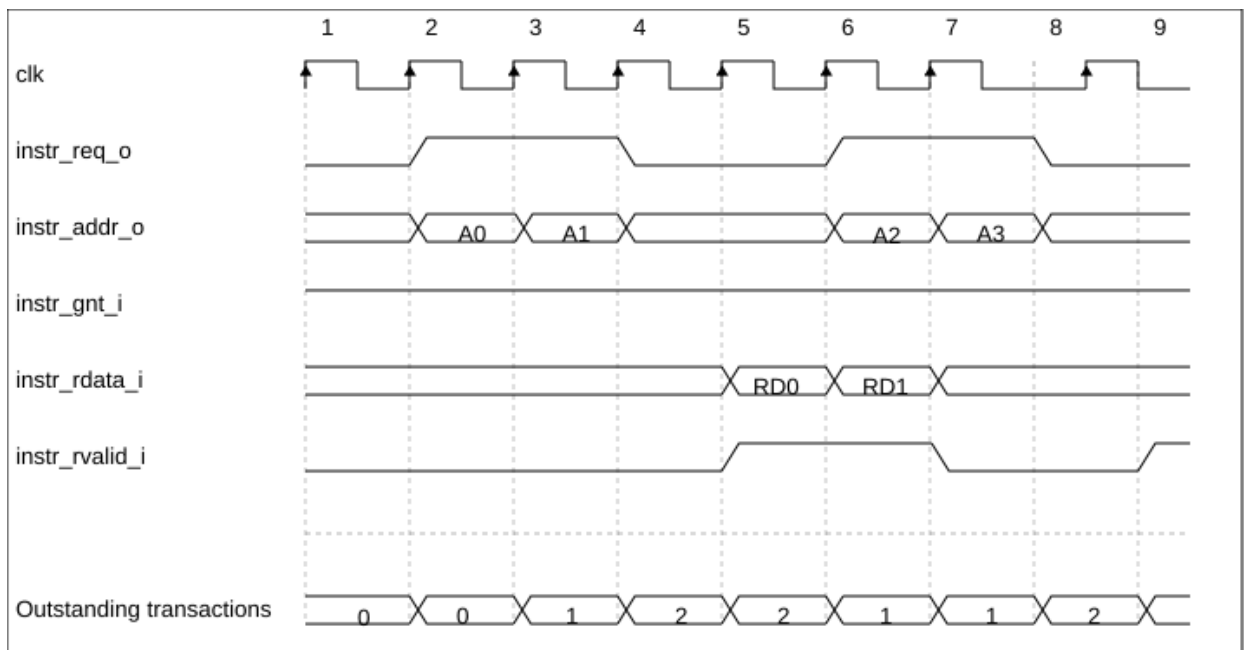 1 2 3 4 5 6 7 8 9
clk
instr_req_o
instr_addr_o A0 A1 A2 A3
instr_gnt_i
instr_rdata_i RD0 RD1
instr_rvalid_i
Outstanding transactions 0 0 1 2 2 1 1 2